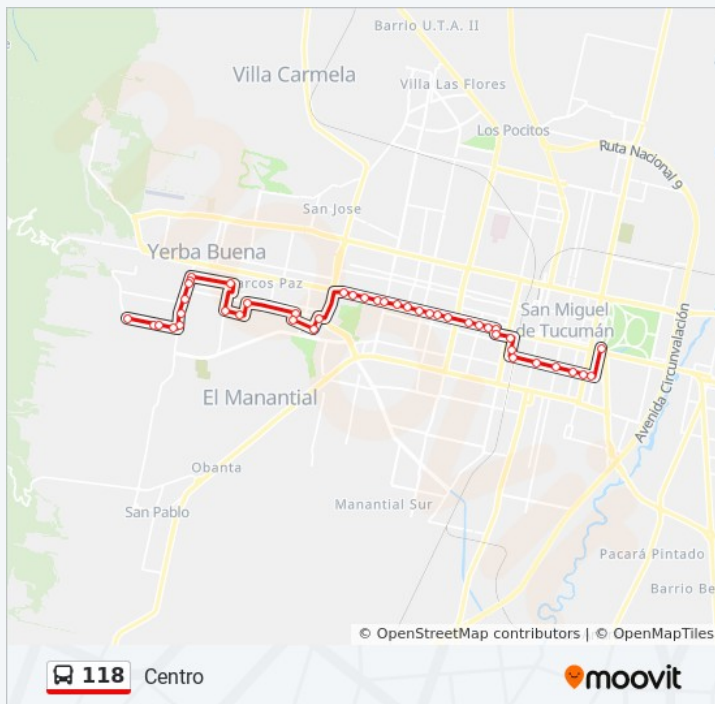 Barrio U.T.A. II
Villa Carmela
Villa Las Flores
Los Pocitos
Ruta Nacional 9
San Jose
Yerba Buena
arcos Paz
San Miguel
de Tucumán
Avenida Circunvalación
El Manantial
Obanta
Manantial Sur
San Pablo
Pacará Pintado
Barrio Be
© OpenStreetMap contributors | © OpenMapTiles
118 Centro
moovit